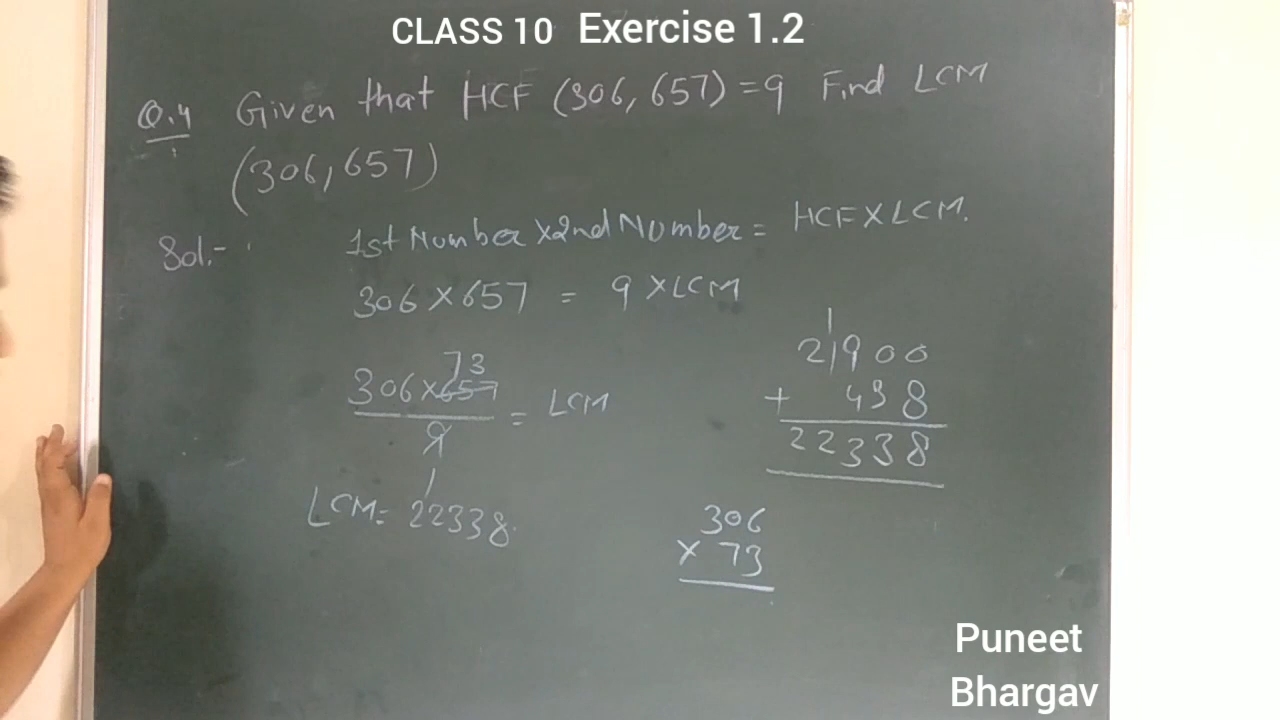 CLASS 10 Exercise 1.2
Q.4 Given that HCF (306, 657) = 9 Find LCM
(306, 657)
Sol:- 1st Number x 2nd Number = HCF X LCM.
306 X 657 = 9 X LCM
306 x 657 73
9 1
= LCM
LCM = 22338.
1
21900
+ 438
22338
306
X 73
Puneet
Bhargav